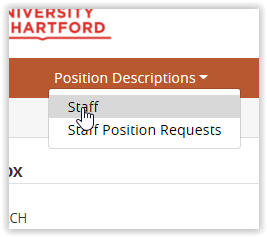 UNIVERSITY
HARTFORD
Position Descriptions
Staff
Staff Position Requests
OX
CH